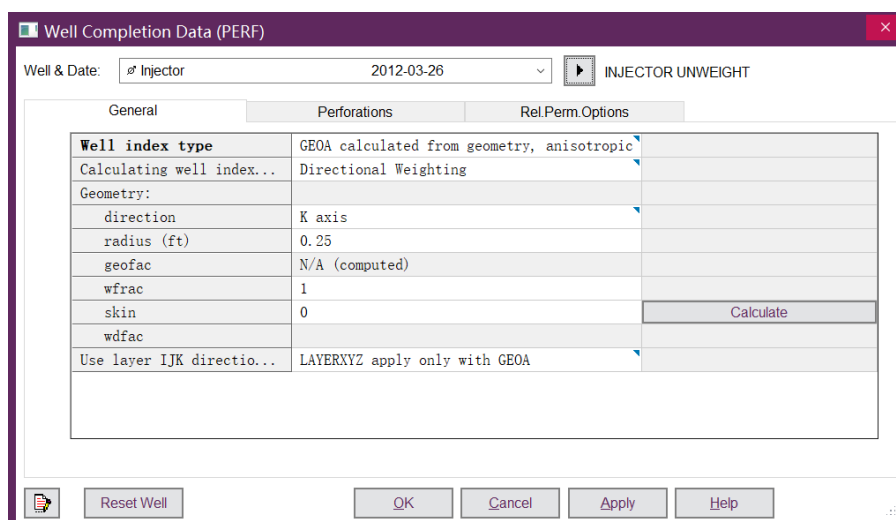 Well Completion Data (PERF)
Well & Date: Injector 2012-03-26 INJECTOR UNWEIGHT
General Perforations Rel.Perm.Options
Well index type GEOA calculated from geometry, anisotropic
Calculating well index... Directional Weighting
Geometry:
direction K axis
radius (ft) 0.25
geofac N/A (computed)
wfrac 1
skin 0 Calculate
wdfac
Use layer IJK directio... LAYERXYZ apply only with GEOA
Reset Well OK Cancel Apply Help